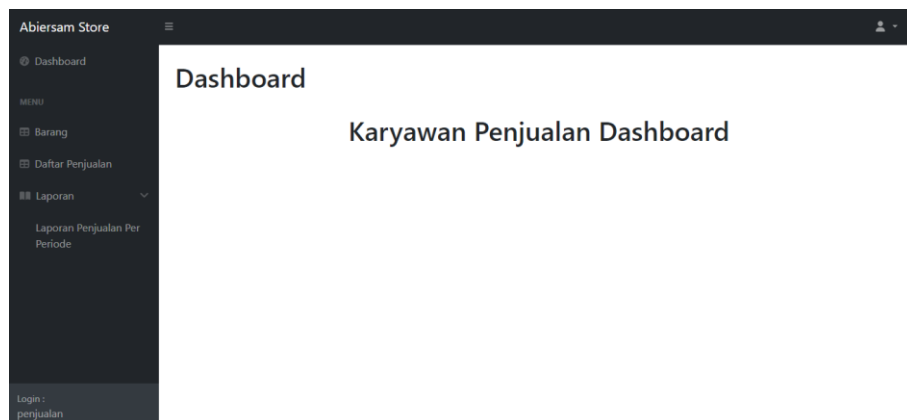 Abiersam Store
Dashboard
MENU
Barang
Daftar Penjualan
Laporan
Laporan Penjualan Per
Periode
Login :
penjualan
Dashboard
Karyawan Penjualan Dashboard